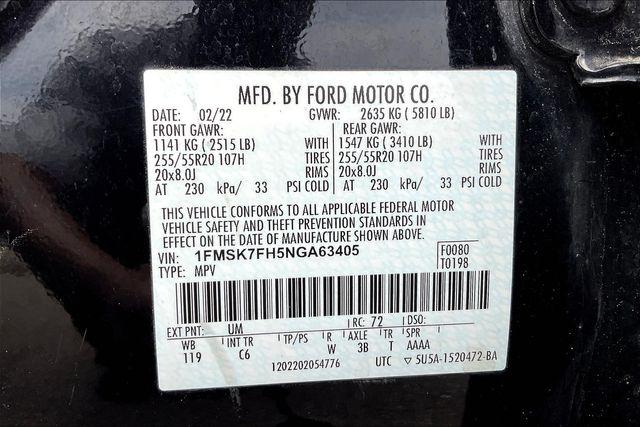 MFD. BY FORD MOTOR CO.
DATE: 02/22 GVWR: 2635 KG ( 5810 LB)
FRONT GAWR: REAR GAWR:
1141 KG ( 2515 LB) WITH 1547 KG ( 3410 LB) WITH
255/55R20 107H TIRES 255/55R20 107H TIRES
20x8.0J RIMS 20x8.0J RIMS
AT 230 kPa/ 33 PSI COLD AT 230 kPa/ 33 PSI COLD
THIS VEHICLE CONFORMS TO ALL APPLICABLE FEDERAL MOTOR
VEHICLE SAFETY AND THEFT PREVENTION STANDARDS IN
EFFECT ON THE DATE OF MANUFACTURE SHOWN ABOVE.
VIN: 1FMSK7FH5NGA63405 F0080
TYPE: MPV T0198
EXT PNT: UM RC: 72 DSO:
WB INT TR TP/PS R AXLE TR SPR
119 C6 W 3B T AAAA
1202202054776 UTC ▽ 5U5A-1520472-BA